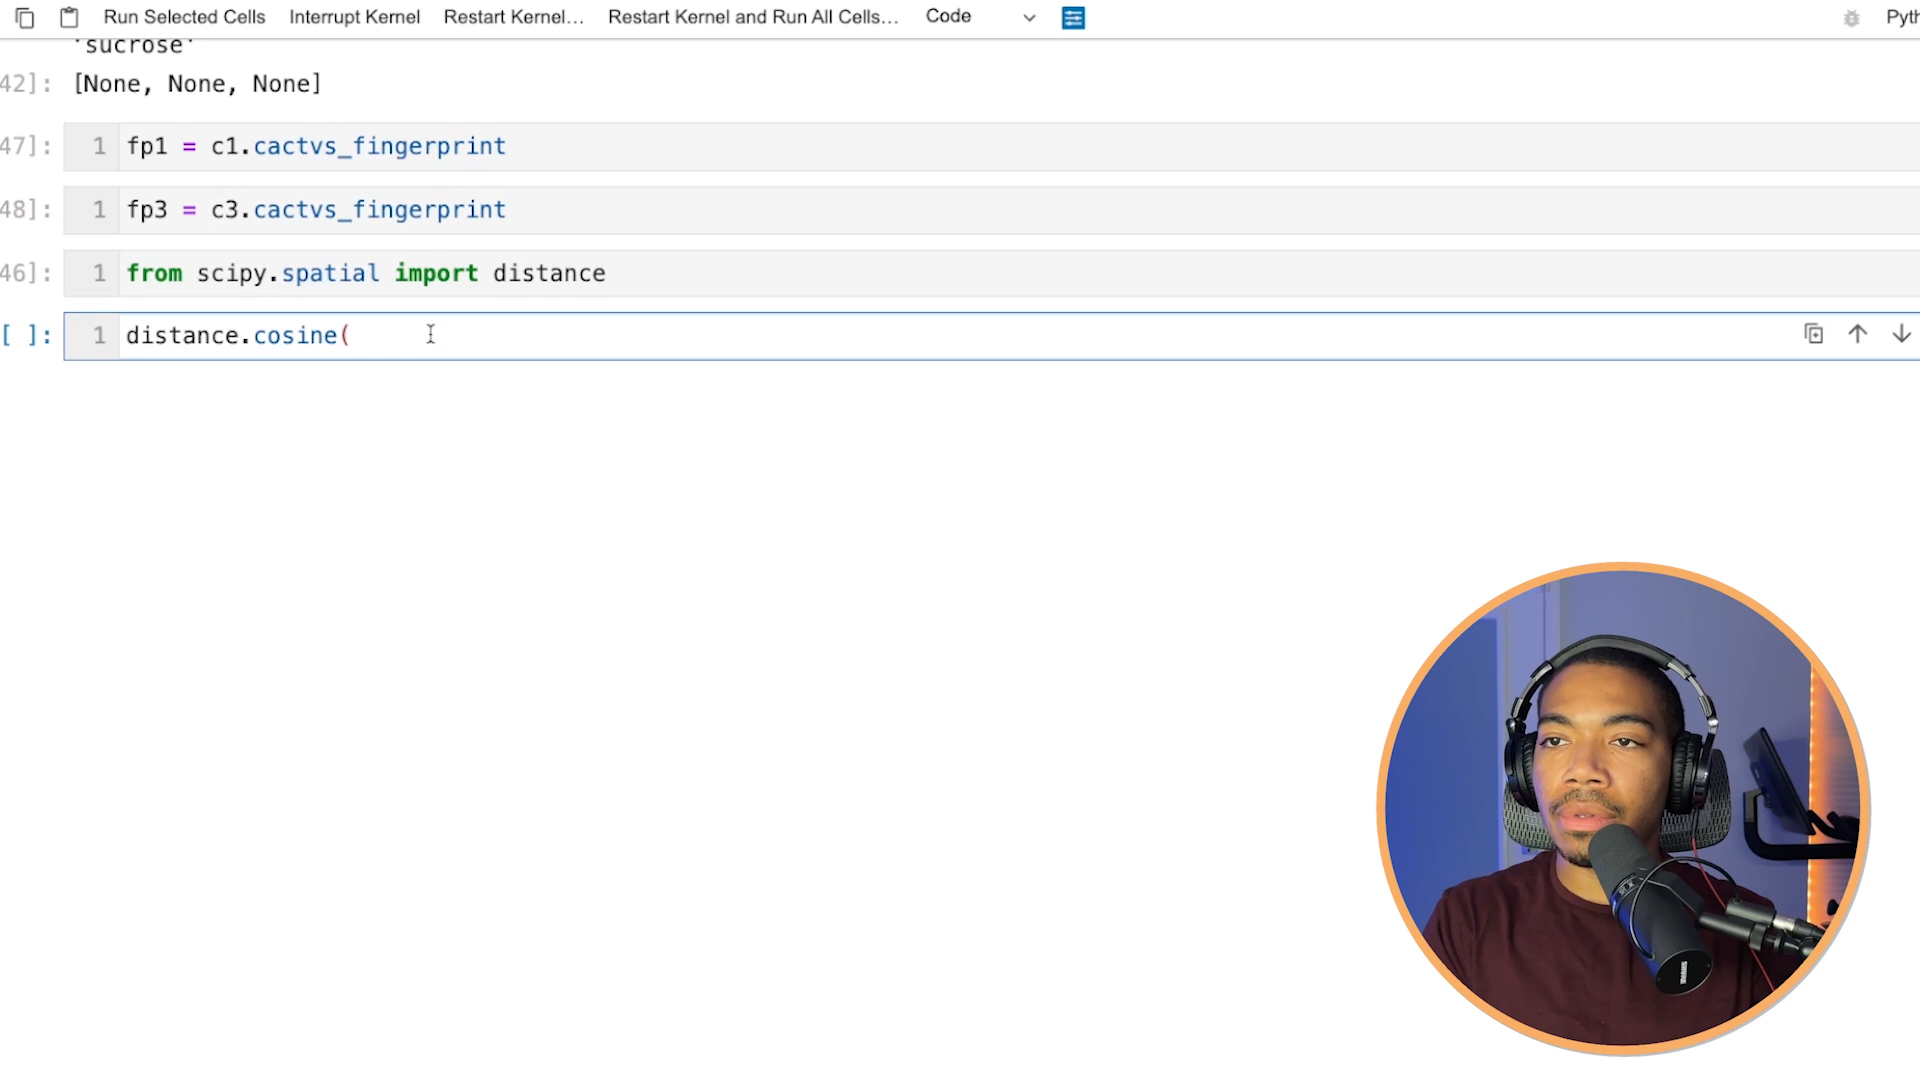 Run Selected Cells Interrupt Kernel Restart Kernel… Restart Kernel and Run All Cells… Code Pyth
'sucrose'
42]: [None, None, None]
47]: 1 fp1 = c1.cactvs_fingerprint
48]: 1 fp3 = c3.cactvs_fingerprint
46]: 1 from scipy.spatial import distance
[ ]: 1 distance.cosine(
SHURE